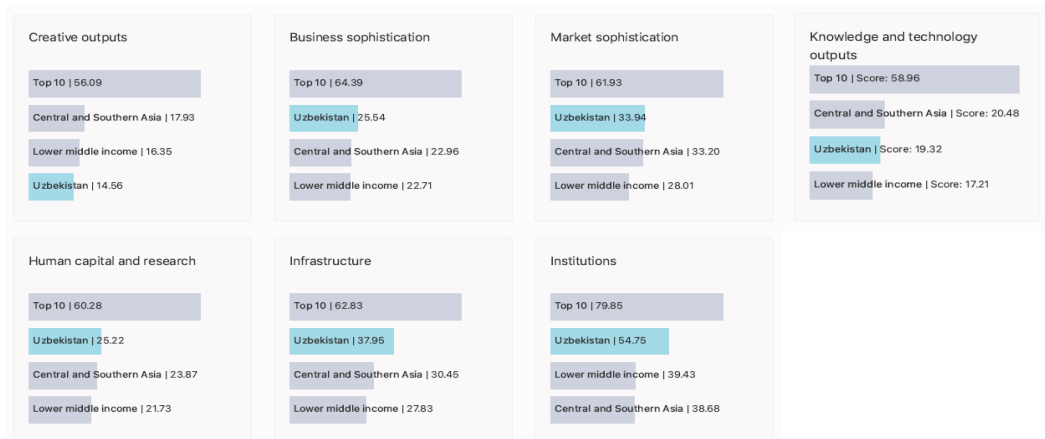 Creative outputs
Top 10 | 56.09
Central and Southern Asia | 17.93
Lower middle income | 16.35
Uzbekistan | 14.56
Business sophistication
Top 10 | 64.39
Uzbekistan | 25.54
Central and Southern Asia | 22.96
Lower middle income | 22.71
Market sophistication
Top 10 | 61.93
Uzbekistan | 33.94
Central and Southern Asia | 33.20
Lower middle income | 28.01
Knowledge and technology
outputs
Top 10 | Score: 58.96
Central and Southern Asia | Score: 20.48
Uzbekistan | Score: 19.32
Lower middle income | Score: 17.21
Human capital and research
Top 10 | 60.28
Uzbekistan | 25.22
Central and Southern Asia | 23.87
Lower middle income | 21.73
Infrastructure
Top 10 | 62.83
Uzbekistan | 37.95
Central and Southern Asia | 30.45
Lower middle income | 27.83
Institutions
Top 10 | 79.85
Uzbekistan | 54.75
Lower middle income | 39.43
Central and Southern Asia | 38.68